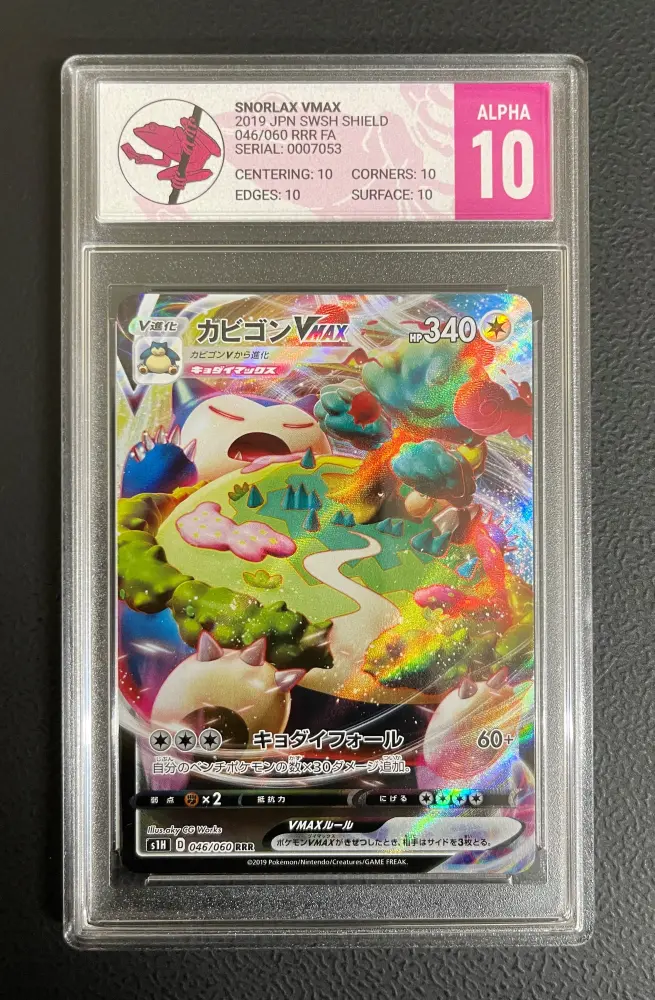 SNORLAX VMAX
2019 JPN SWSH SHIELD
046/060 RRR FA
SERIAL: 0007053
CENTERING: 10 CORNERS: 10
EDGES: 10 SURFACE: 10
ALPHA
10
V進化
カビゴンVMAX
HP340
カビゴンVから進化
キョダイマックス
キョダイフォール 60+
自分のベンチポケモンの数×30ダメージ追加。
弱点 ×2 抵抗力 にげる
Illus. aky CG Works
VMAXルール
ポケモンVMAXがきぜつしたとき、相手はサイドを3枚とる。
s1H D 046/060 RRR
©2019 Pokémon/Nintendo/Creatures/GAME FREAK.